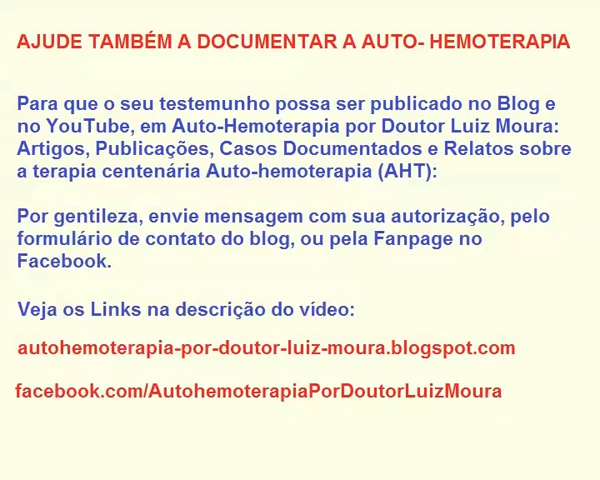 AJUDE TAMBÉM A DOCUMENTAR A AUTO- HEMOTERAPIA
Para que o seu testemunho possa ser publicado no Blog e
no YouTube, em Auto-Hemoterapia por Doutor Luiz Moura:
Artigos, Publicações, Casos Documentados e Relatos sobre
a terapia centenária Auto-hemoterapia (AHT):
Por gentileza, envie mensagem com sua autorização, pelo
formulário de contato do blog, ou pela Fanpage no
Facebook.
Veja os Links na descrição do vídeo:
autohemoterapia-por-doutor-luiz-moura.blogspot.com
facebook.com/AutohemoterapiaPorDoutorLuizMoura